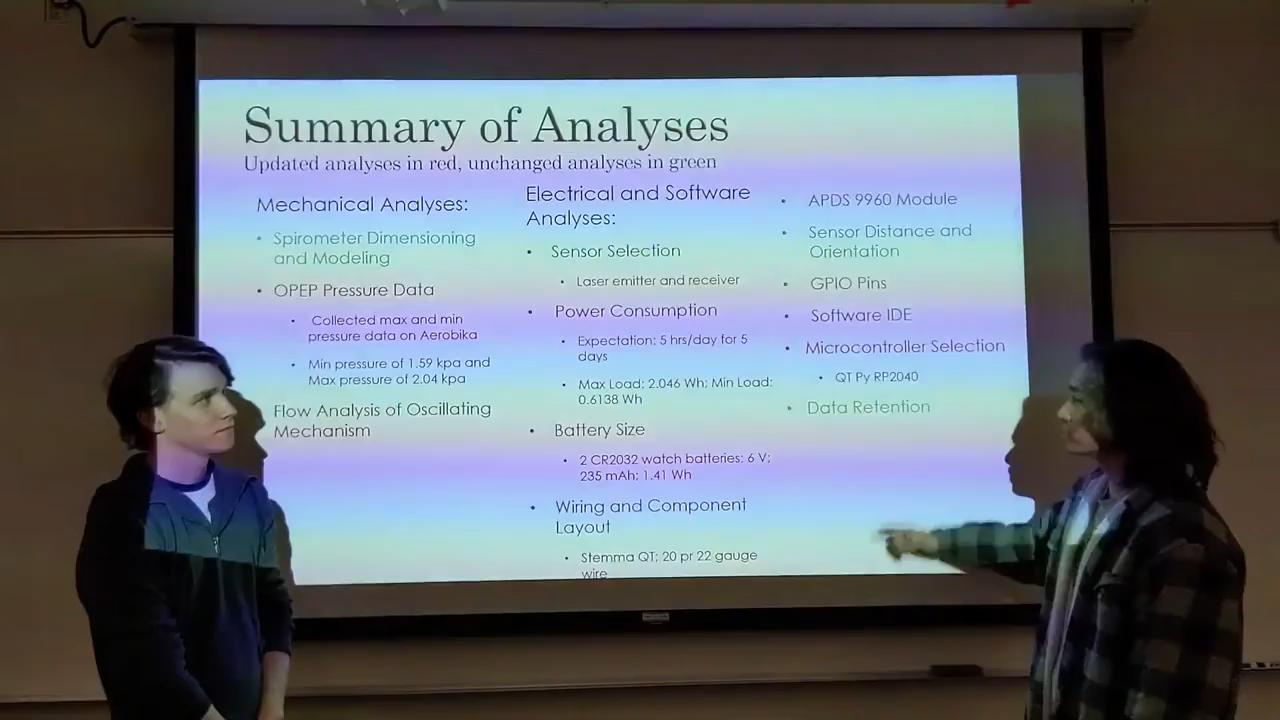 Summary of Analyses
Updated analyses in red, unchanged analyses in green
Mechanical Analyses:
• Spirometer Dimensioning
and Modeling
• OPEP Pressure Data
• Collected max and min
pressure data on Aerobika
• Min pressure of 1.59 kpa and
Max pressure of 2.04 kpa
Flow Analysis of Oscillating
Mechanism
Electrical and Software
Analyses:
• Sensor Selection
• Laser emitter and receiver
• Power Consumption
• Expectation: 5 hrs/day for 5
days
• Max Load: 2.046 Wh; Min Load:
0.6138 Wh
• Battery Size
• 2 CR2032 watch batteries: 6 V;
235 mAh; 1.41 Wh
• Wiring and Component
Layout
• Stemma QT; 20 pr 22 gauge
wire
• APDS 9960 Module
• Sensor Distance and
Orientation
• GPIO Pins
• Software IDE
• Microcontroller Selection
• QT Py RP2040
• Data Retention